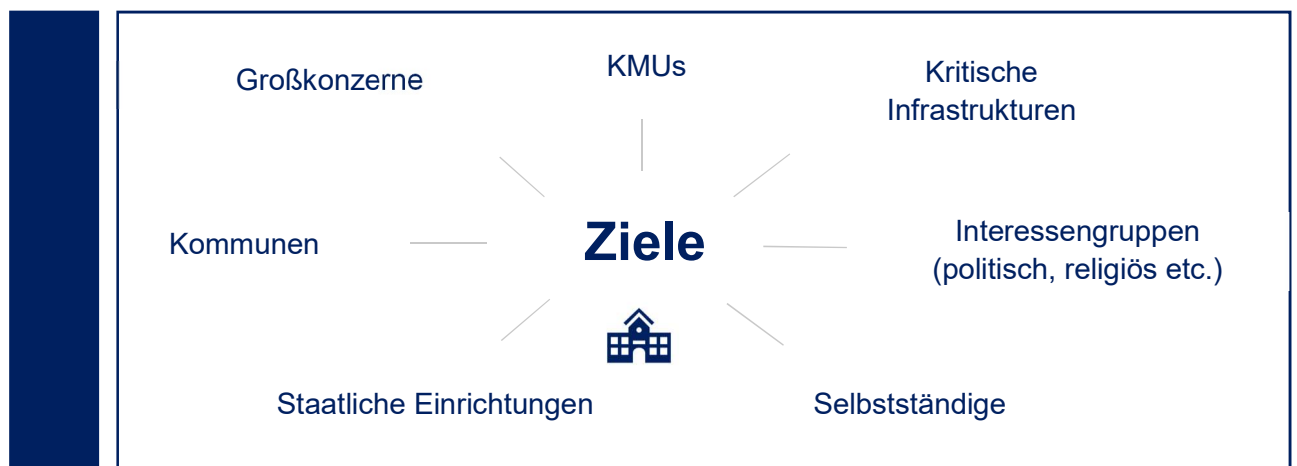 Großkonzerne
KMUs
Kritische
Infrastrukturen
Kommunen
Ziele
Interessengruppen
(politisch, religiös etc.)
Staatliche Einrichtungen
Selbstständige